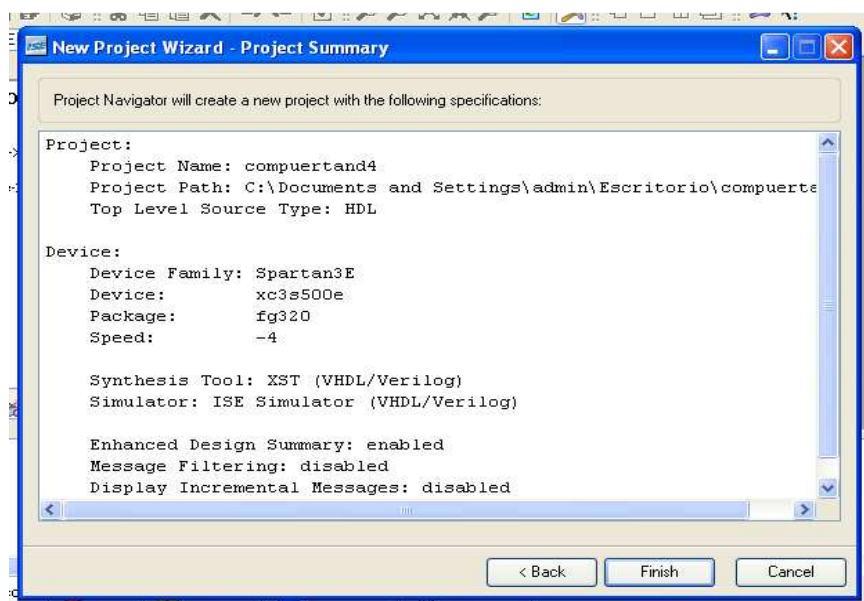 ISE New Project Wizard - Project Summary
Project Navigator will create a new project with the following specifications:
Project:
Project Name: compuertand4
Project Path: C:\Documents and Settings\admin\Escritorio\compuerta
Top Level Source Type: HDL
Device:
Device Family: Spartan3E
Device: xc3s500e
Package: fg320
Speed: -4
Synthesis Tool: XST (VHDL/Verilog)
Simulator: ISE Simulator (VHDL/Verilog)
Enhanced Design Summary: enabled
Message Filtering: disabled
Display Incremental Messages: disabled
< Back Finish Cancel